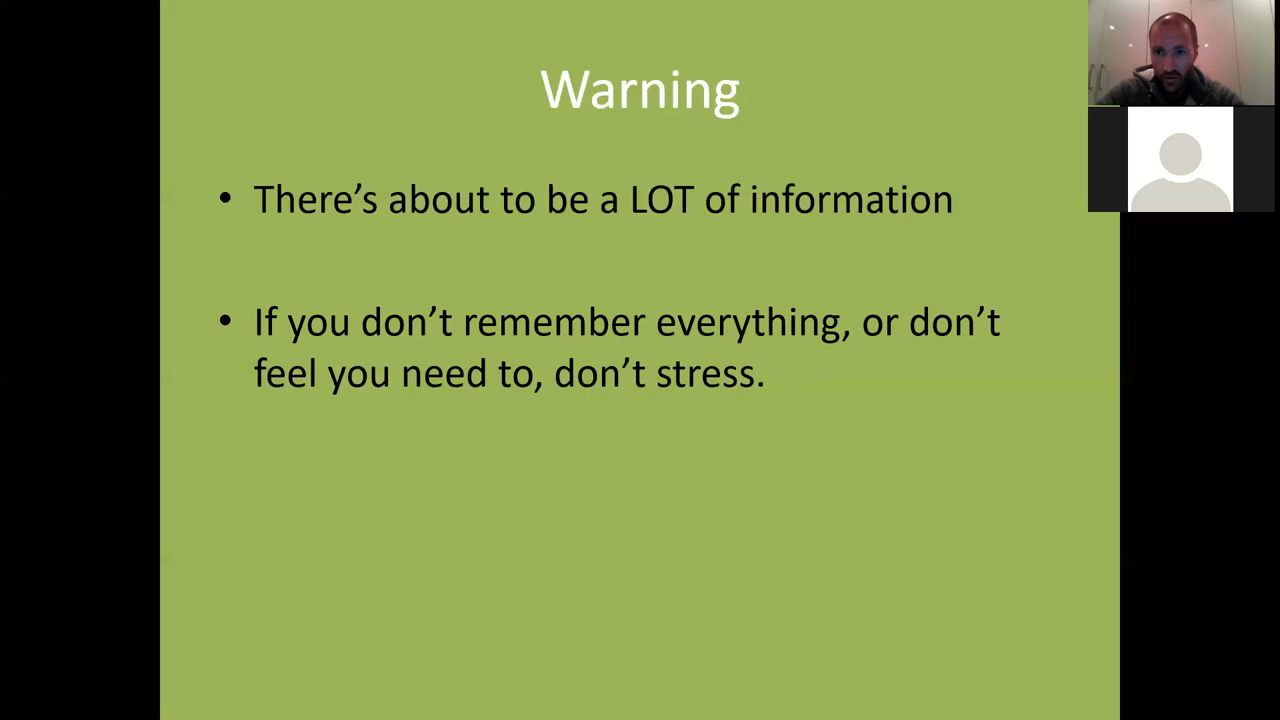 Warning
• There’s about to be a LOT of information
• If you don’t remember everything, or don’t
feel you need to, don’t stress.